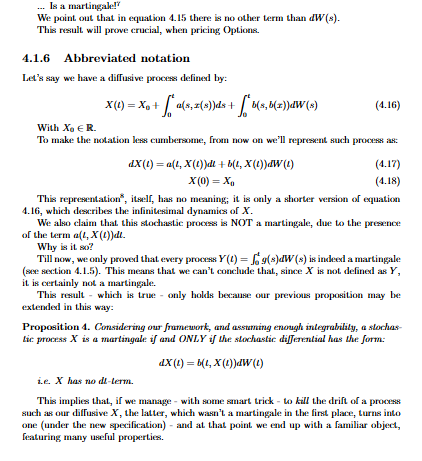 ... Is a martingale!⁷
We point out that in equation 4.15 there is no other term than dW(s).
This result will prove crucial, when pricing Options.
4.1.6 Abbreviated notation
Let's say we have a diffusive process defined by:
X(t) = X₀ + ∫₀ᵗ a(s, x(s))ds + ∫₀ᵗ b(s, b(x))dW(s) (4.16)
With X₀ ∈ R.
To make the notation less cumbersome, from now on we'll represent such process as:
dX(t) = a(t, X(t))dt + b(t, X(t))dW(t) (4.17)
X(0) = X₀ (4.18)
This representation⁸, itself, has no meaning; it is only a shorter version of equation
4.16, which describes the infinitesimal dynamics of X.
We also claim that this stochastic process is NOT a martingale, due to the presence
of the term a(t, X(t))dt.
Why is it so?
Till now, we only proved that every process Y(t) = ∫₀ᵗ g(s)dW(s) is indeed a martingale
(see section 4.1.5). This means that we can't conclude that, since X is not defined as Y,
it is certainly not a martingale.
This result - which is true - only holds because our previous proposition may be
extended in this way:
Proposition 4. Considering our framework, and assuming enough integrability, a stochas-
tic process X is a martingale if and ONLY if the stochastic differential has the form:
dX(t) = b(t, X(t))dW(t)
i.e. X has no dt-term.
This implies that, if we manage - with some smart trick - to kill the drift of a process
such as our diffusive X, the latter, which wasn't a martingale in the first place, turns into
one (under the new specification) - and at that point we end up with a familiar object,
featuring many useful properties.